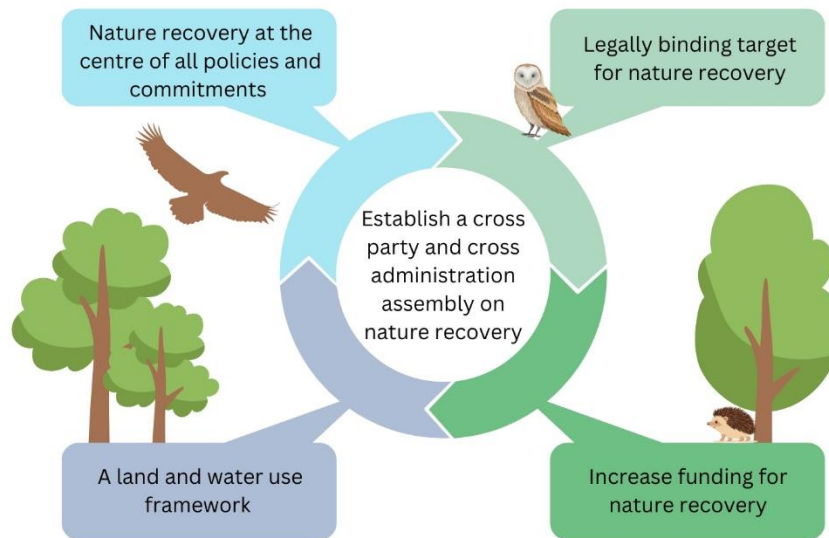 Nature recovery at the
centre of all policies and
commitments
Legally binding target
for nature recovery
Establish a cross
party and cross
administration
assembly on
nature recovery
A land and water use
framework
Increase funding for
nature recovery